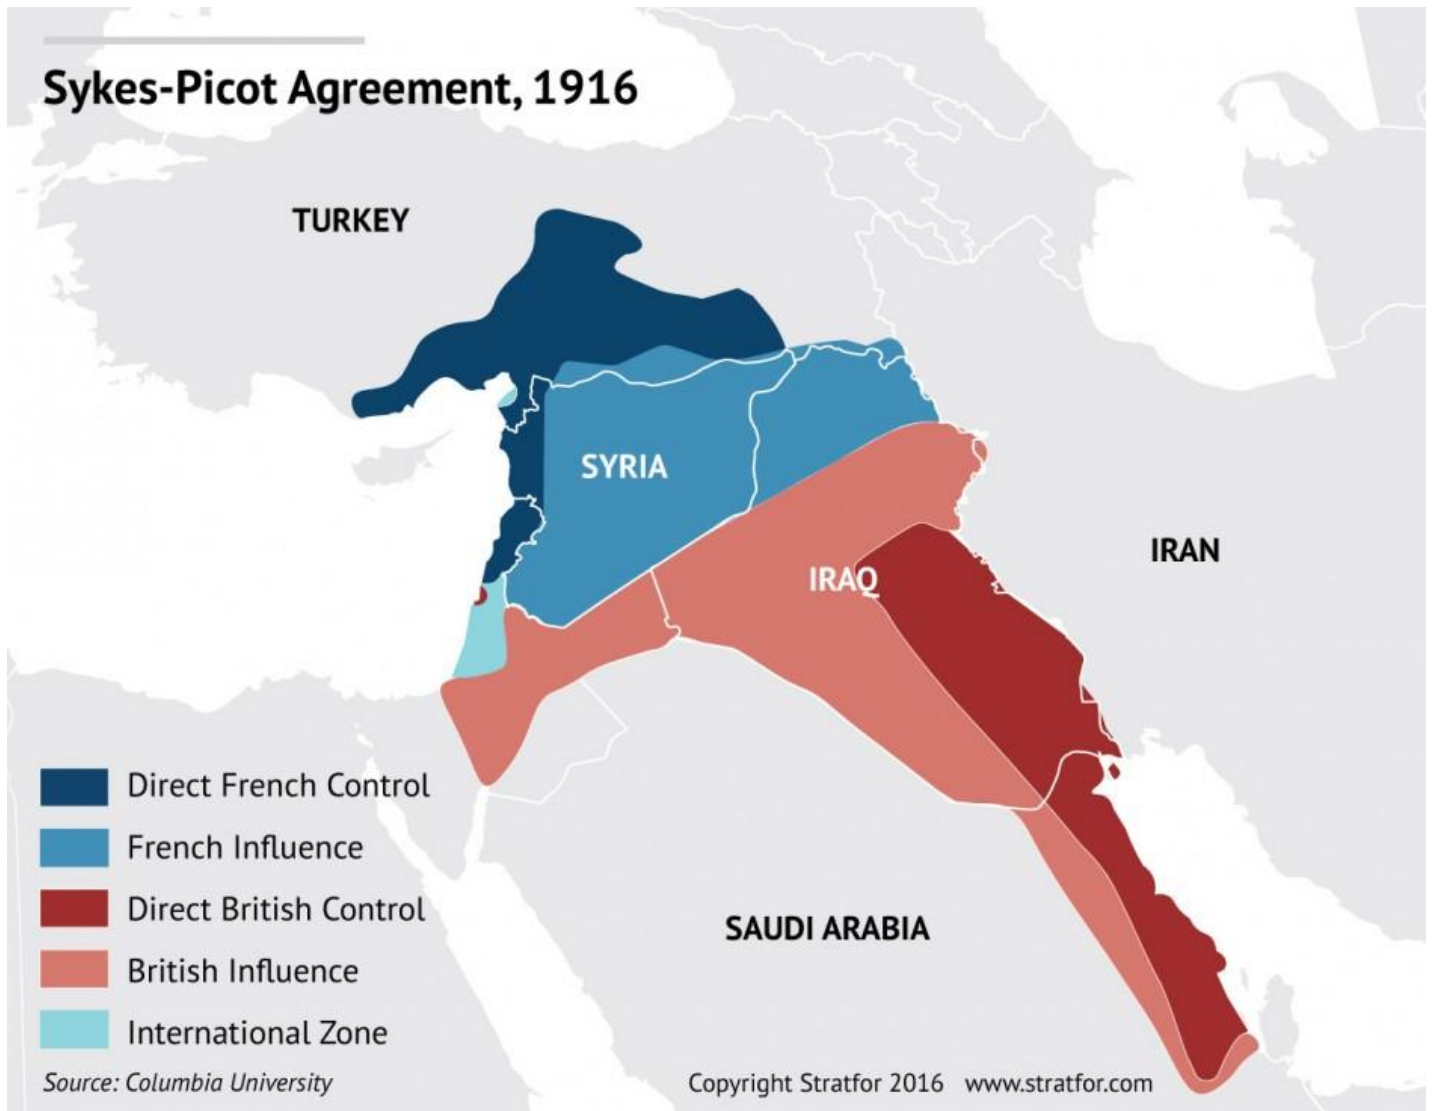 Sykes-Picot Agreement, 1916
TURKEY
SYRIA
IRAN
IRAQ
SAUDI ARABIA
Direct French Control
French Influence
Direct British Control
British Influence
International Zone
Source: Columbia University
Copyright Stratfor 2016 www.stratfor.com